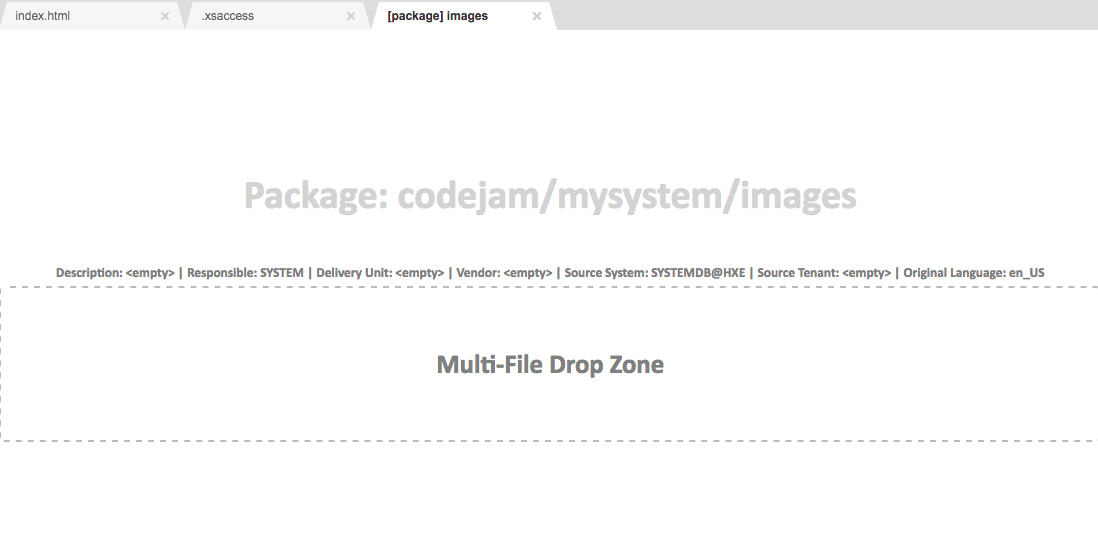 index.html × .xsaccess × [package] images ×
Package: codejam/mysystem/images
Description: <empty> | Responsible: SYSTEM | Delivery Unit: <empty> | Vendor: <empty> | Source System: SYSTEMDB@HXE | Source Tenant: <empty> | Original Language: en_US
Multi-File Drop Zone